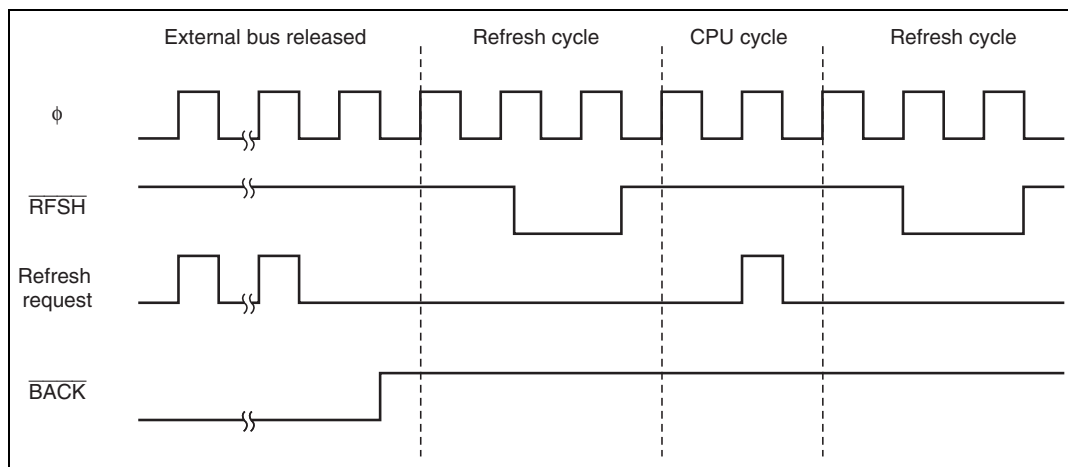 External bus released Refresh cycle CPU cycle Refresh cycle
ϕ
RFSH
Refresh
request
BACK